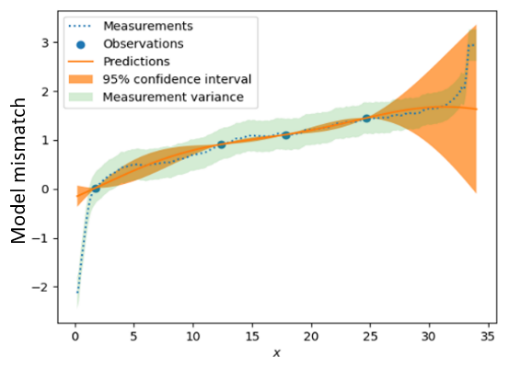 Measurements
Observations
Predictions
95% confidence interval
Measurement variance
Model mismatch
3
2
1
0
−1
−2
0 5 10 15 20 25 30 35
x